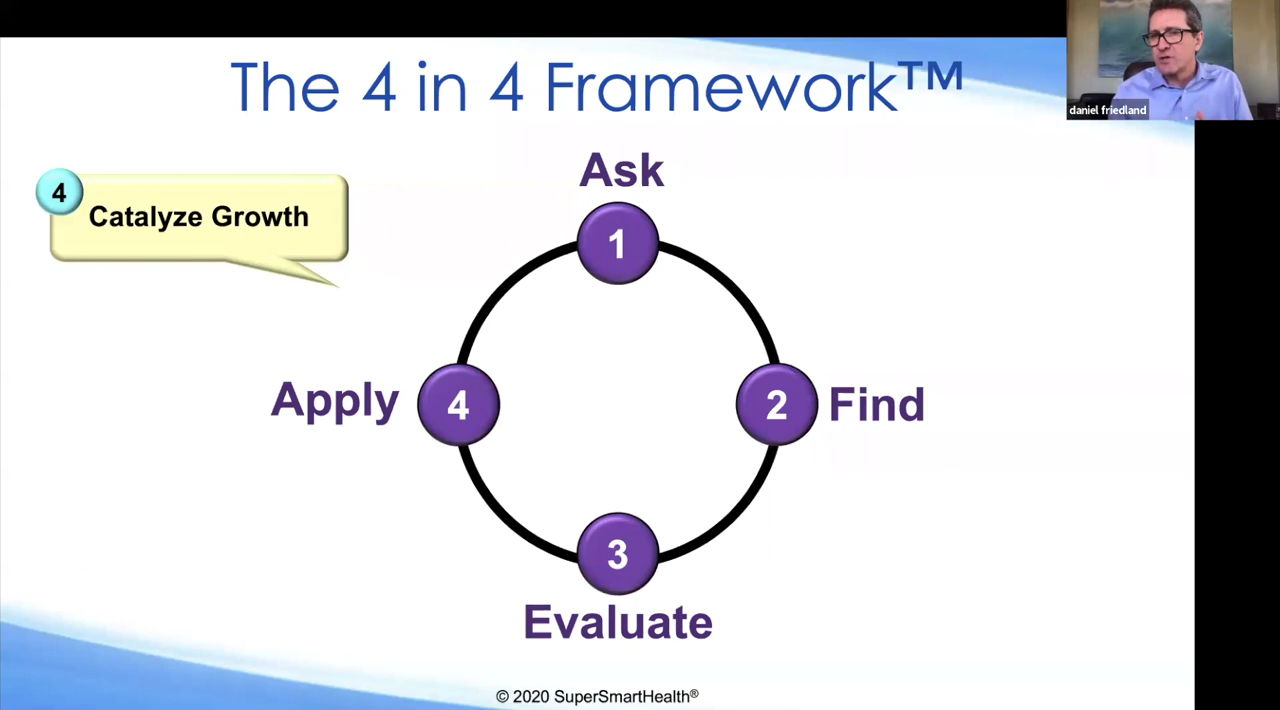 The 4 in 4 Framework™
daniel friedland
4
Catalyze Growth
Ask
1
Apply
4
2
Find
3
Evaluate
© 2020 SuperSmartHealth®